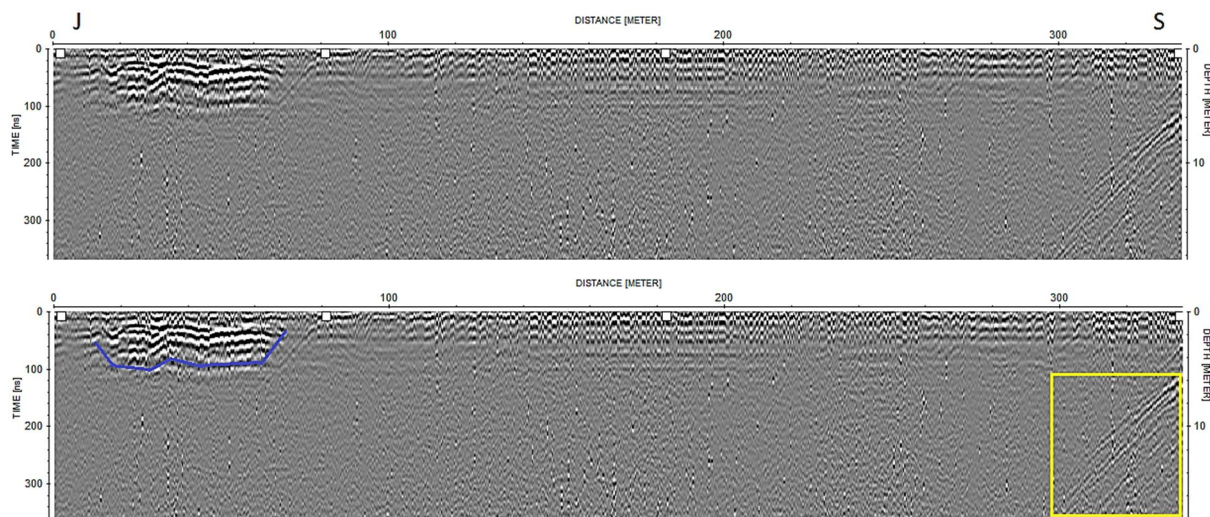 J S
DISTANCE [METER]
0 100 200 300
0 0
100
200 10
300
TIME [ns]
DEPTH [METER]
DISTANCE [METER]
0 100 200 300
0 0
100
200 10
300
TIME [ns]
DEPTH [METER]